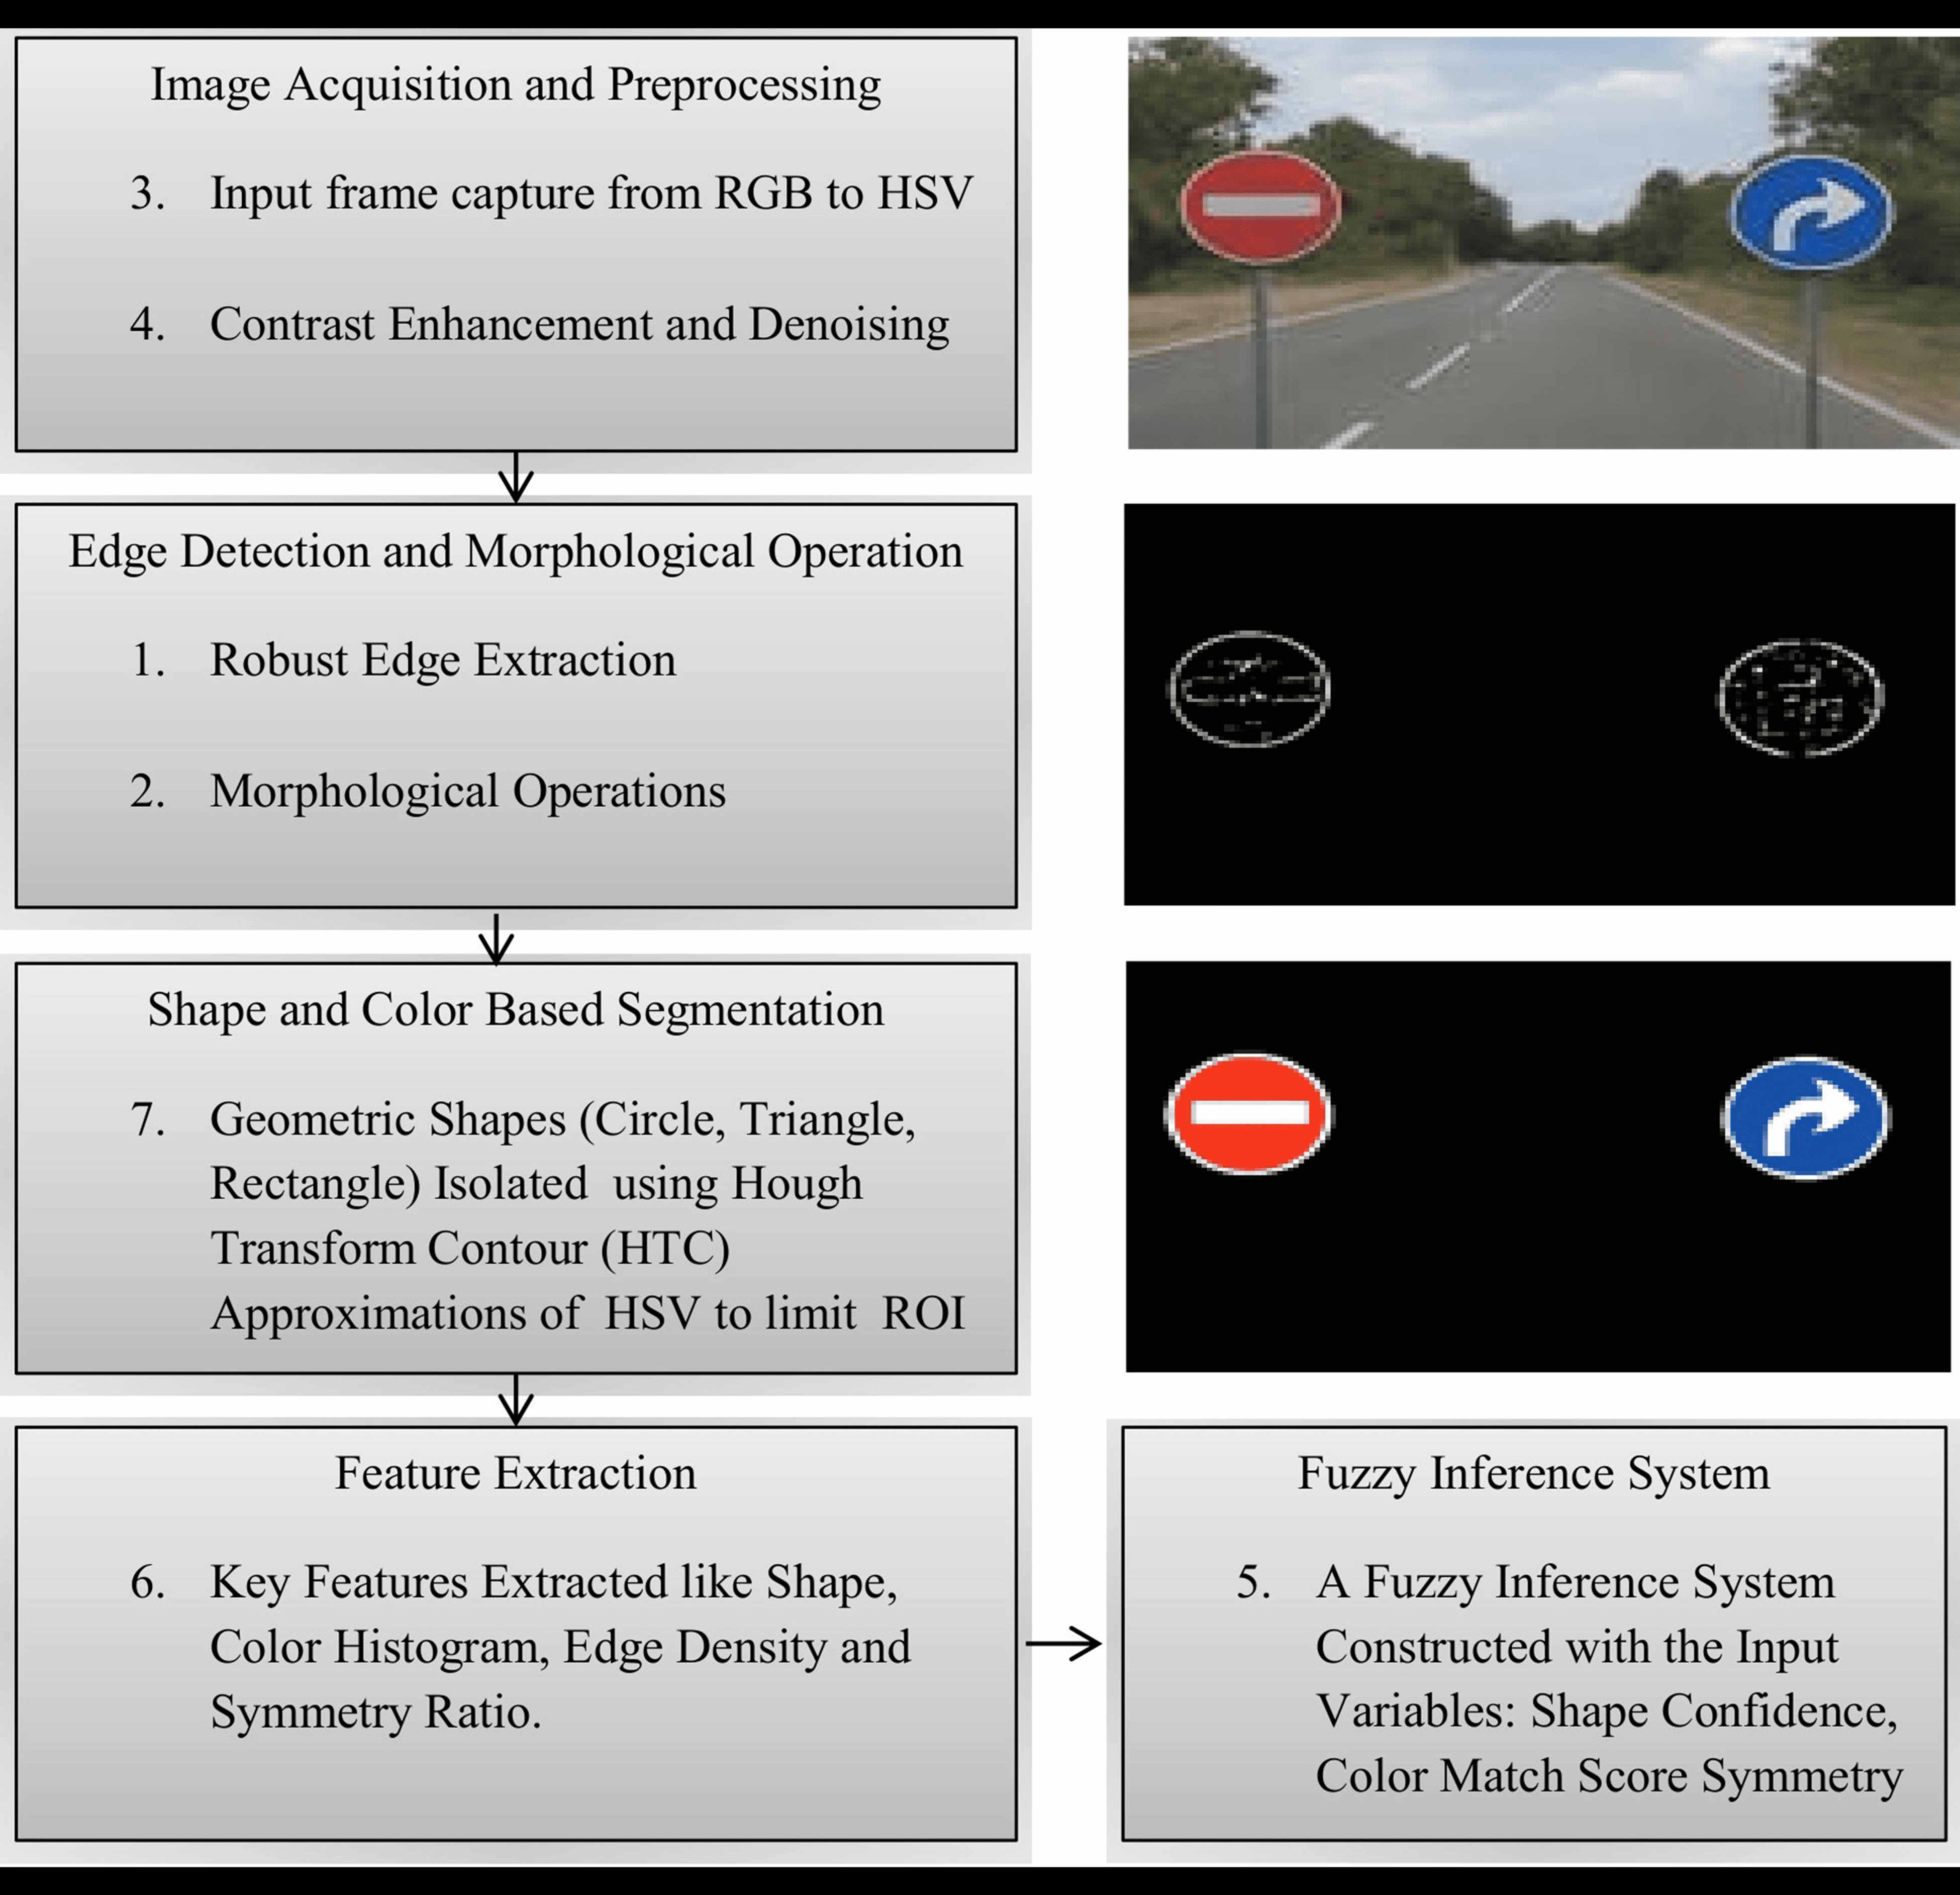 Image Acquisition and Preprocessing
3. Input frame capture from RGB to HSV
4. Contrast Enhancement and Denoising
Edge Detection and Morphological Operation
1. Robust Edge Extraction
2. Morphological Operations
Shape and Color Based Segmentation
7. Geometric Shapes (Circle, Triangle,
Rectangle) Isolated using Hough
Transform Contour (HTC)
Approximations of HSV to limit ROI
Feature Extraction
6. Key Features Extracted like Shape,
Color Histogram, Edge Density and
Symmetry Ratio.
Fuzzy Inference System
5. A Fuzzy Inference System
Constructed with the Input
Variables: Shape Confidence,
Color Match Score Symmetry